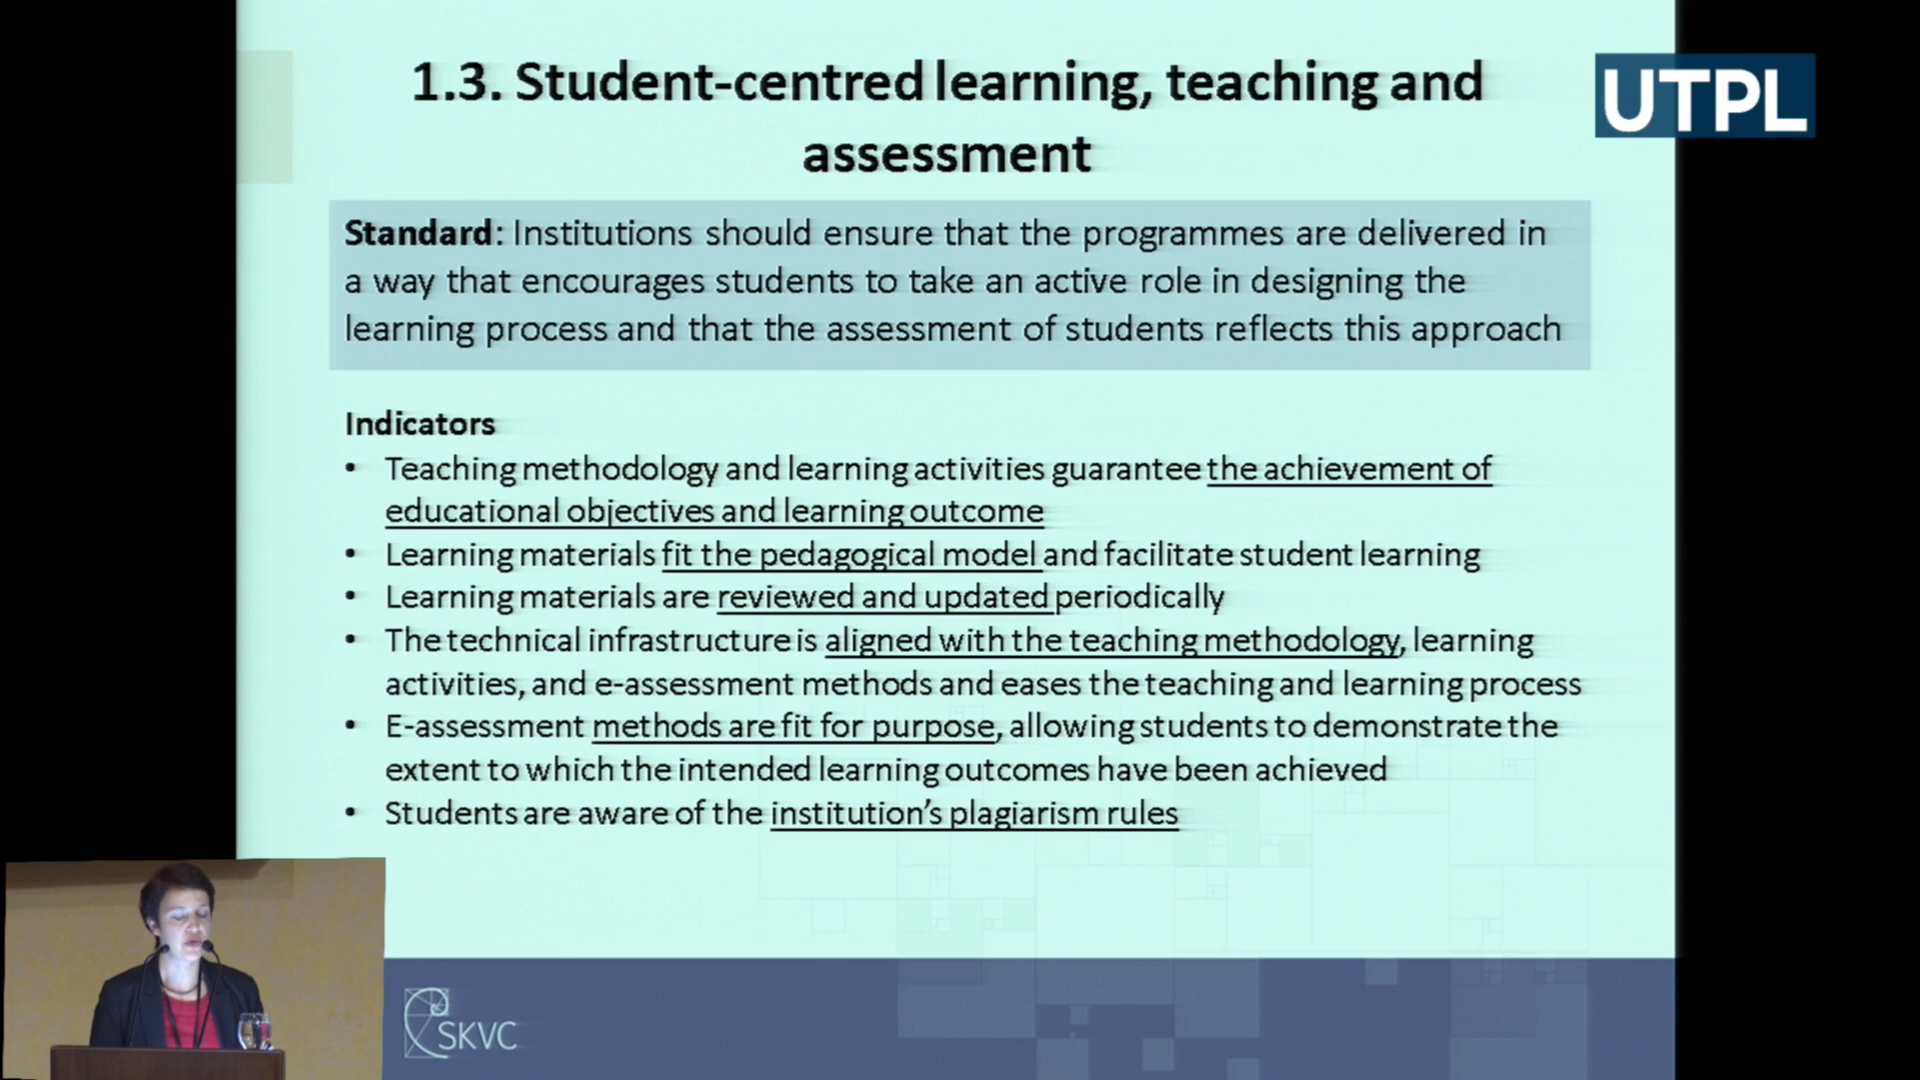 1.3. Student-centred learning, teaching and
assessment
UTPL
Standard: Institutions should ensure that the programmes are delivered in
a way that encourages students to take an active role in designing the
learning process and that the assessment of students reflects this approach
Indicators
• Teaching methodology and learning activities guarantee the achievement of
educational objectives and learning outcome
• Learning materials fit the pedagogical model and facilitate student learning
• Learning materials are reviewed and updated periodically
• The technical infrastructure is aligned with the teaching methodology, learning
activities, and e-assessment methods and eases the teaching and learning process
• E-assessment methods are fit for purpose, allowing students to demonstrate the
extent to which the intended learning outcomes have been achieved
• Students are aware of the institution's plagiarism rules
SKVC